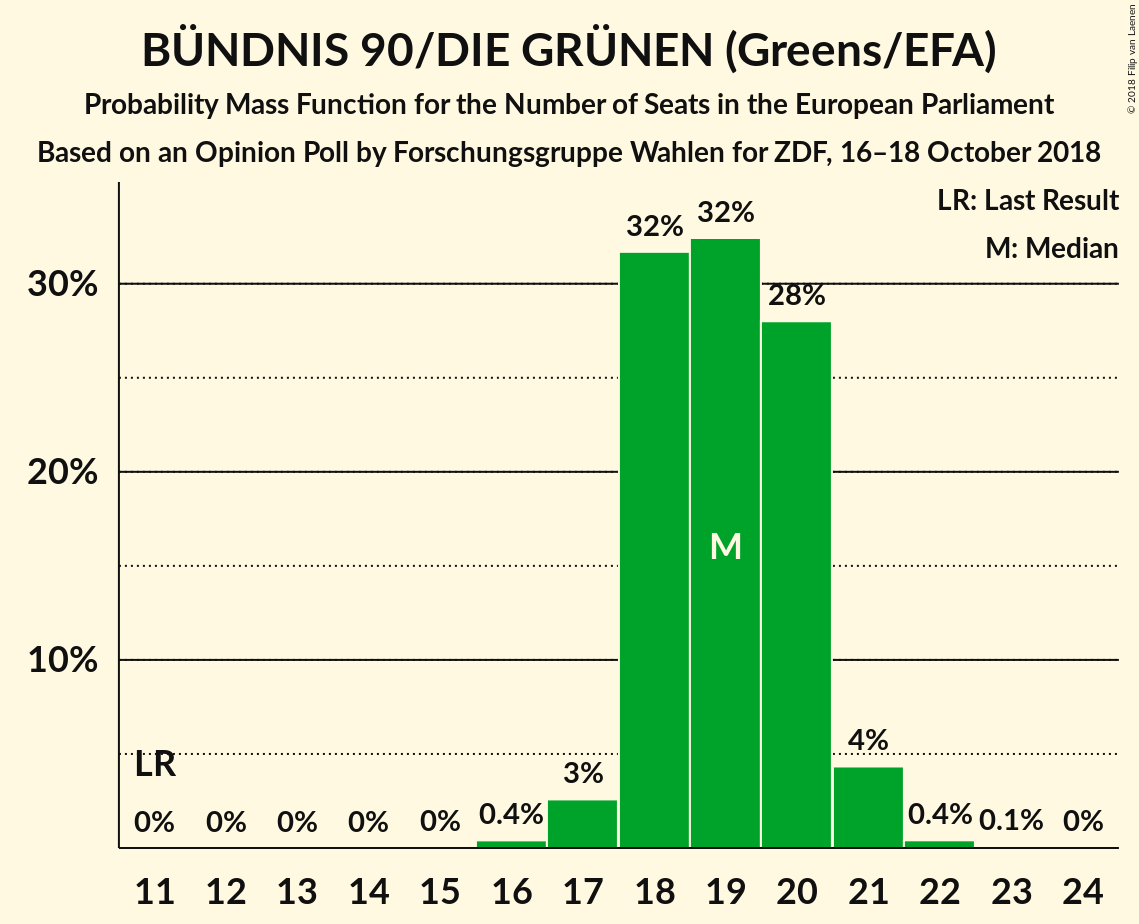 BÜNDNIS 90/DIE GRÜNEN (Greens/EFA)
Probability Mass Function for the Number of Seats in the European Parliament
Based on an Opinion Poll by Forschungsgruppe Wahlen for ZDF, 16–18 October 2018
© 2018 Filip van Laenen
LR: Last Result
M: Median
30%
20%
10%
LR
M
0% 0% 0% 0% 0% 0.4% 3% 32% 32% 28% 4% 0.4% 0.1% 0%
11 12 13 14 15 16 17 18 19 20 21 22 23 24